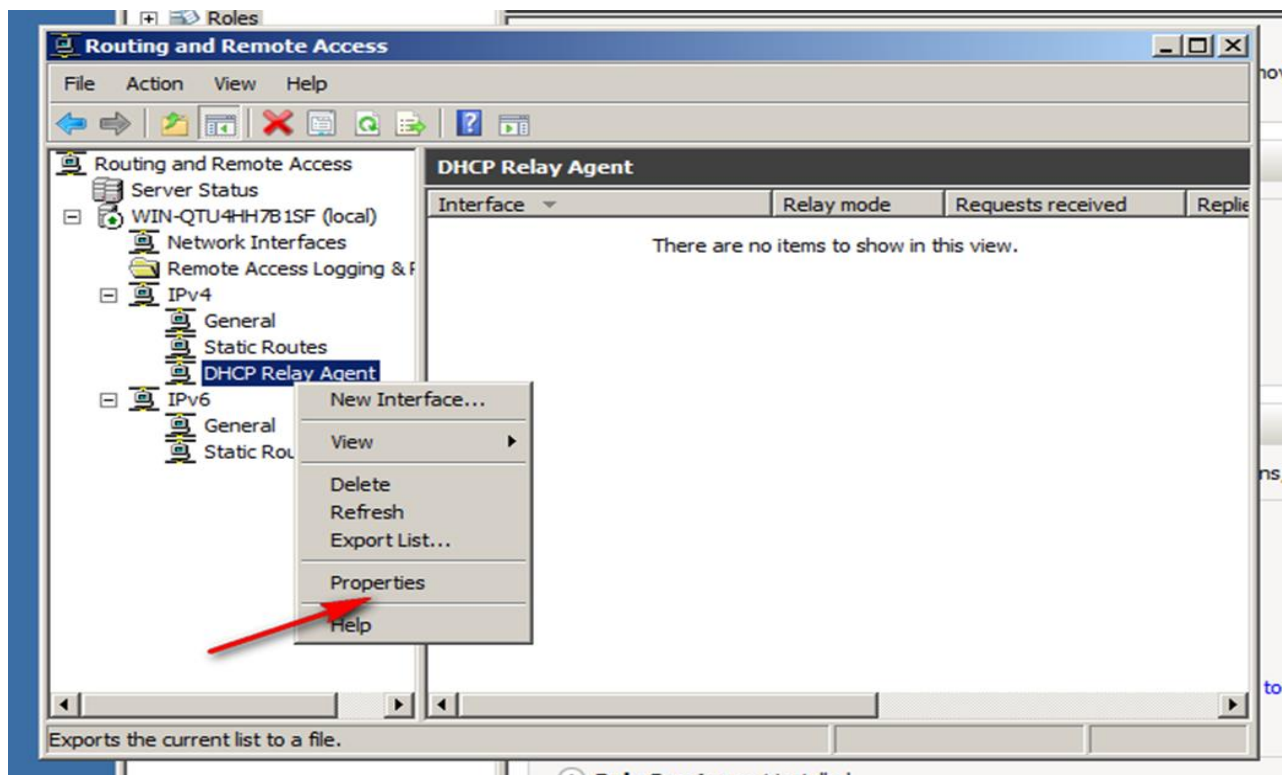 Roles
Routing and Remote Access
File Action View Help
Routing and Remote Access
Server Status
WIN-QTU4HH7B1SF (local)
Network Interfaces
Remote Access Logging &
IPv4
General
Static Routes
DHCP Relay Agent
IPv6
General
Static Rou
DHCP Relay Agent
Interface Relay mode Requests received Replie
There are no items to show in this view.
New Interface...
View
Delete
Refresh
Export List...
Properties
Help
Exports the current list to a file.
ns,
to